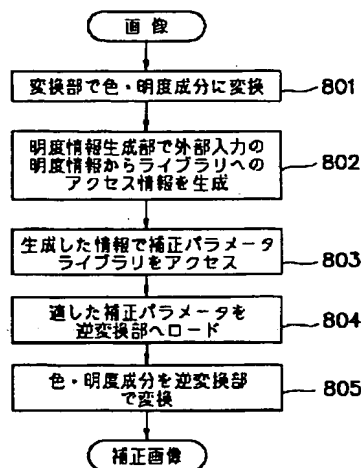 画像
変換部で色・明度成分に変換
801
明度情報生成部で外部入力の
明度情報からライブラリへの
アクセス情報を生成
802
生成した情報で補正パラメータ
ライブラリをアクセス
803
適した補正パラメータを
逆変換部へロード
804
色・明度成分を逆変換部
で変換
805
補正画像